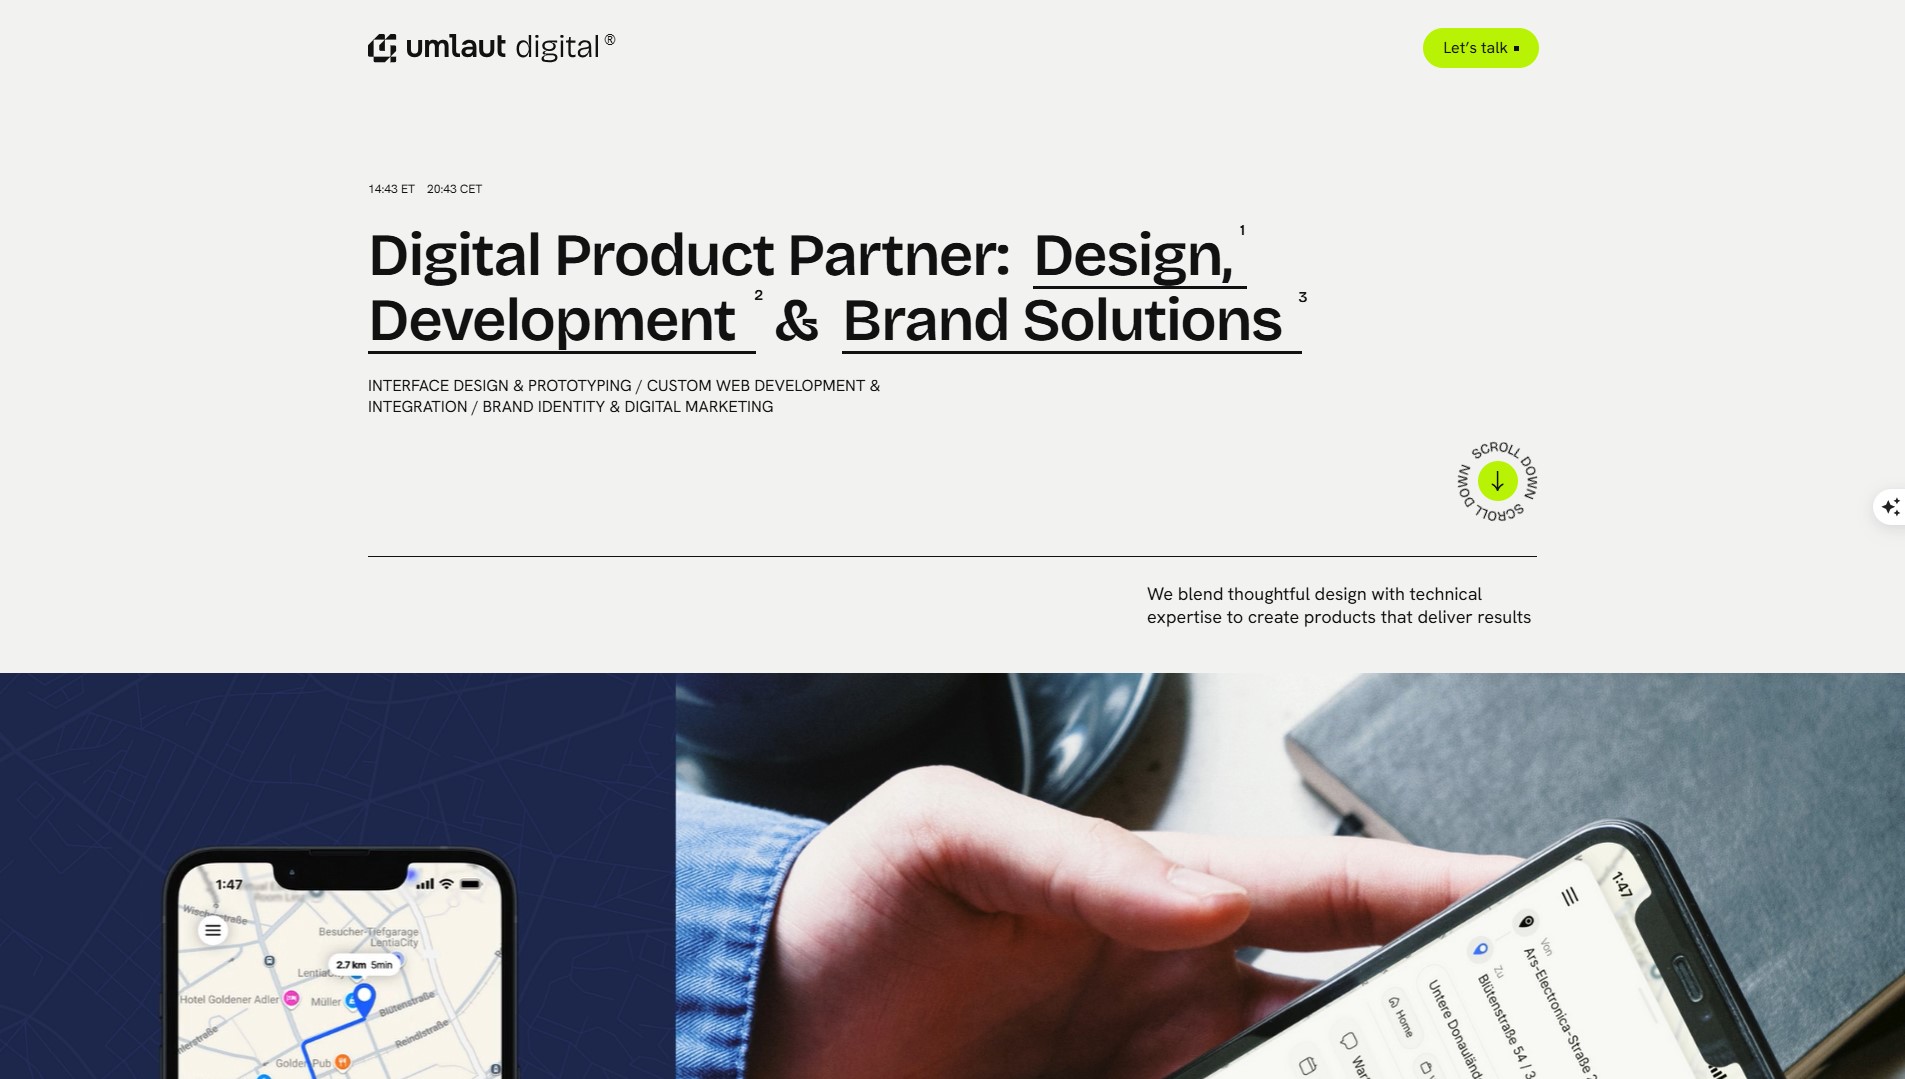 umlaut digital®
Let's talk
14:43 ET 20:43 CET
Digital Product Partner: Design, 1
Development 2 & Brand Solutions 3
INTERFACE DESIGN & PROTOTYPING / CUSTOM WEB DEVELOPMENT &
INTEGRATION / BRAND IDENTITY & DIGITAL MARKETING
SCROLL DOWN SCROLL DOWN SCROLL DOWN
We blend thoughtful design with technical
expertise to create products that deliver results
1:47
Besucher-Tiefgarage
LentiaCity
2.7 km 5min
Hotel Goldener Adler
Müller
Blütenstraße
Reindlstraße
Golden Pub
1:47
Von
Ars-Electronica-Straße
Zu
Blütenstraße 54 / 3
Untere Donauländ
Home